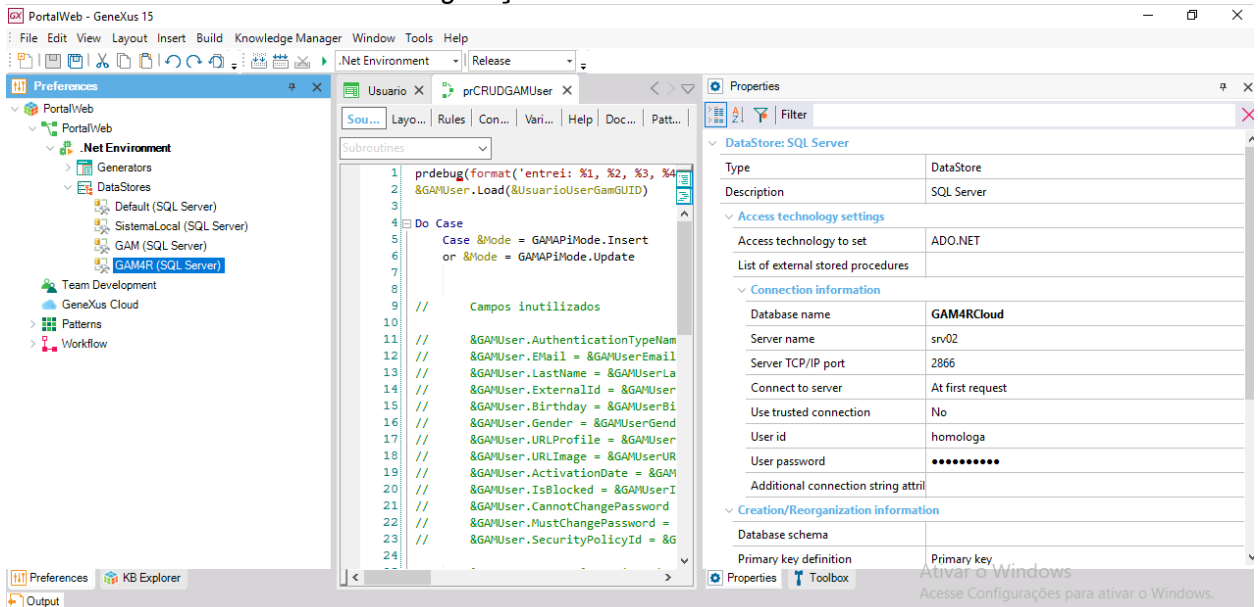 PortalWeb - GeneXus 15
File Edit View Layout Insert Build Knowledge Manager Window Tools Help
.Net Environment Release
Preferences
PortalWeb
PortalWeb
.Net Environment
Generators
DataStores
Default (SQL Server)
SistemaLocal (SQL Server)
GAM (SQL Server)
GAM4R (SQL Server)
Team Development
GeneXus Cloud
Patterns
Workflow
Preferences KB Explorer
Output
Usuario prCRUDGAMUser
Sou... Layo... Rules Con... Vari... Help Doc... Patt...
Subroutines
1 prdebug(format('entrei: %1, %2, %3, %4
2 &GAMUser.Load(&UsuarioUserGamGUID)
3
4 Do Case
5 Case &Mode = GAMAPiMode.Insert
6 or &Mode = GAMAPiMode.Update
7
8
9 // Campos inutilizados
10
11 // &GAMUser.AuthenticationTypeNam
12 // &GAMUser.EMail = &GAMUserEmail
13 // &GAMUser.LastName = &GAMUserLa
14 // &GAMUser.ExternalId = &GAMUser
15 // &GAMUser.Birthday = &GAMUserBi
16 // &GAMUser.Gender = &GAMUserGend
17 // &GAMUser.URLProfile = &GAMUser
18 // &GAMUser.URLImage = &GAMUserUR
19 // &GAMUser.ActivationDate = &GAM
20 // &GAMUser.IsBlocked = &GAMUserI
21 // &GAMUser.CannotChangePassword
22 // &GAMUser.MustChangePassword =
23 // &GAMUser.SecurityPolicyId = &G
24
Properties
Filter
DataStore: SQL Server
Type DataStore
Description SQL Server
Access technology settings
Access technology to set ADO.NET
List of external stored procedures
Connection information
Database name GAM4RCloud
Server name srv02
Server TCP/IP port 2866
Connect to server At first request
Use trusted connection No
User id homologa
User password ●●●●●●●●●●
Additional connection string attril
Creation/Reorganization information
Database schema
Primary key definition Primary key
Properties Toolbox
Ativar o Windows
Acesse Configurações para ativar o Windows.